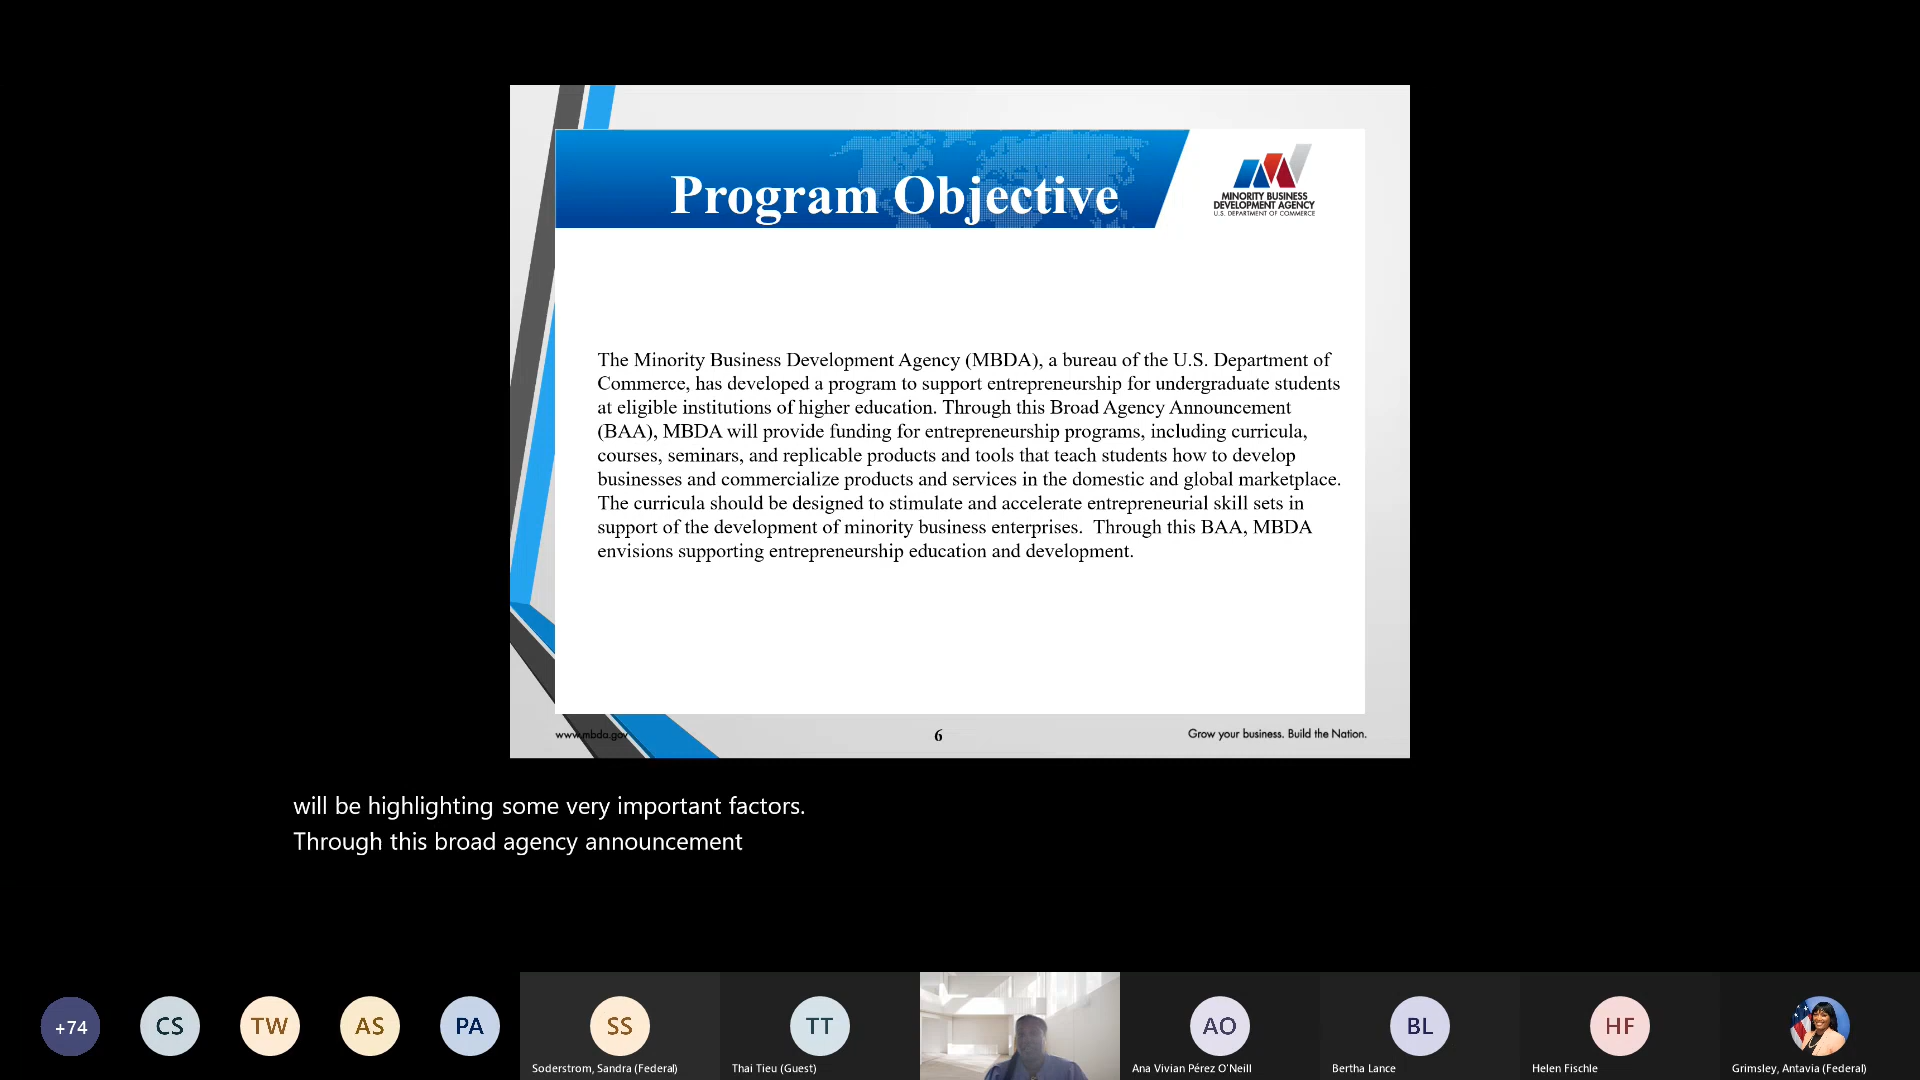 Program Objective
MINORITY BUSINESS
DEVELOPMENT AGENCY
U.S. DEPARTMENT OF COMMERCE
The Minority Business Development Agency (MBDA), a bureau of the U.S. Department of
Commerce, has developed a program to support entrepreneurship for undergraduate students
at eligible institutions of higher education. Through this Broad Agency Announcement
(BAA), MBDA will provide funding for entrepreneurship programs, including curricula,
courses, seminars, and replicable products and tools that teach students how to develop
businesses and commercialize products and services in the domestic and global marketplace.
The curricula should be designed to stimulate and accelerate entrepreneurial skill sets in
support of the development of minority business enterprises.  Through this BAA, MBDA
envisions supporting entrepreneurship education and development.
www.mbda.gov
6
Grow your business. Build the Nation.
will be highlighting some very important factors.
Through this broad agency announcement
+74
CS
TW
AS
PA
SS
TT
AO
BL
HF
Soderstrom, Sandra (Federal)
Thai Tieu (Guest)
Ana Vivian Pérez O'Neill
Bertha Lance
Helen Fischle
Grimsley, Antavia (Federal)